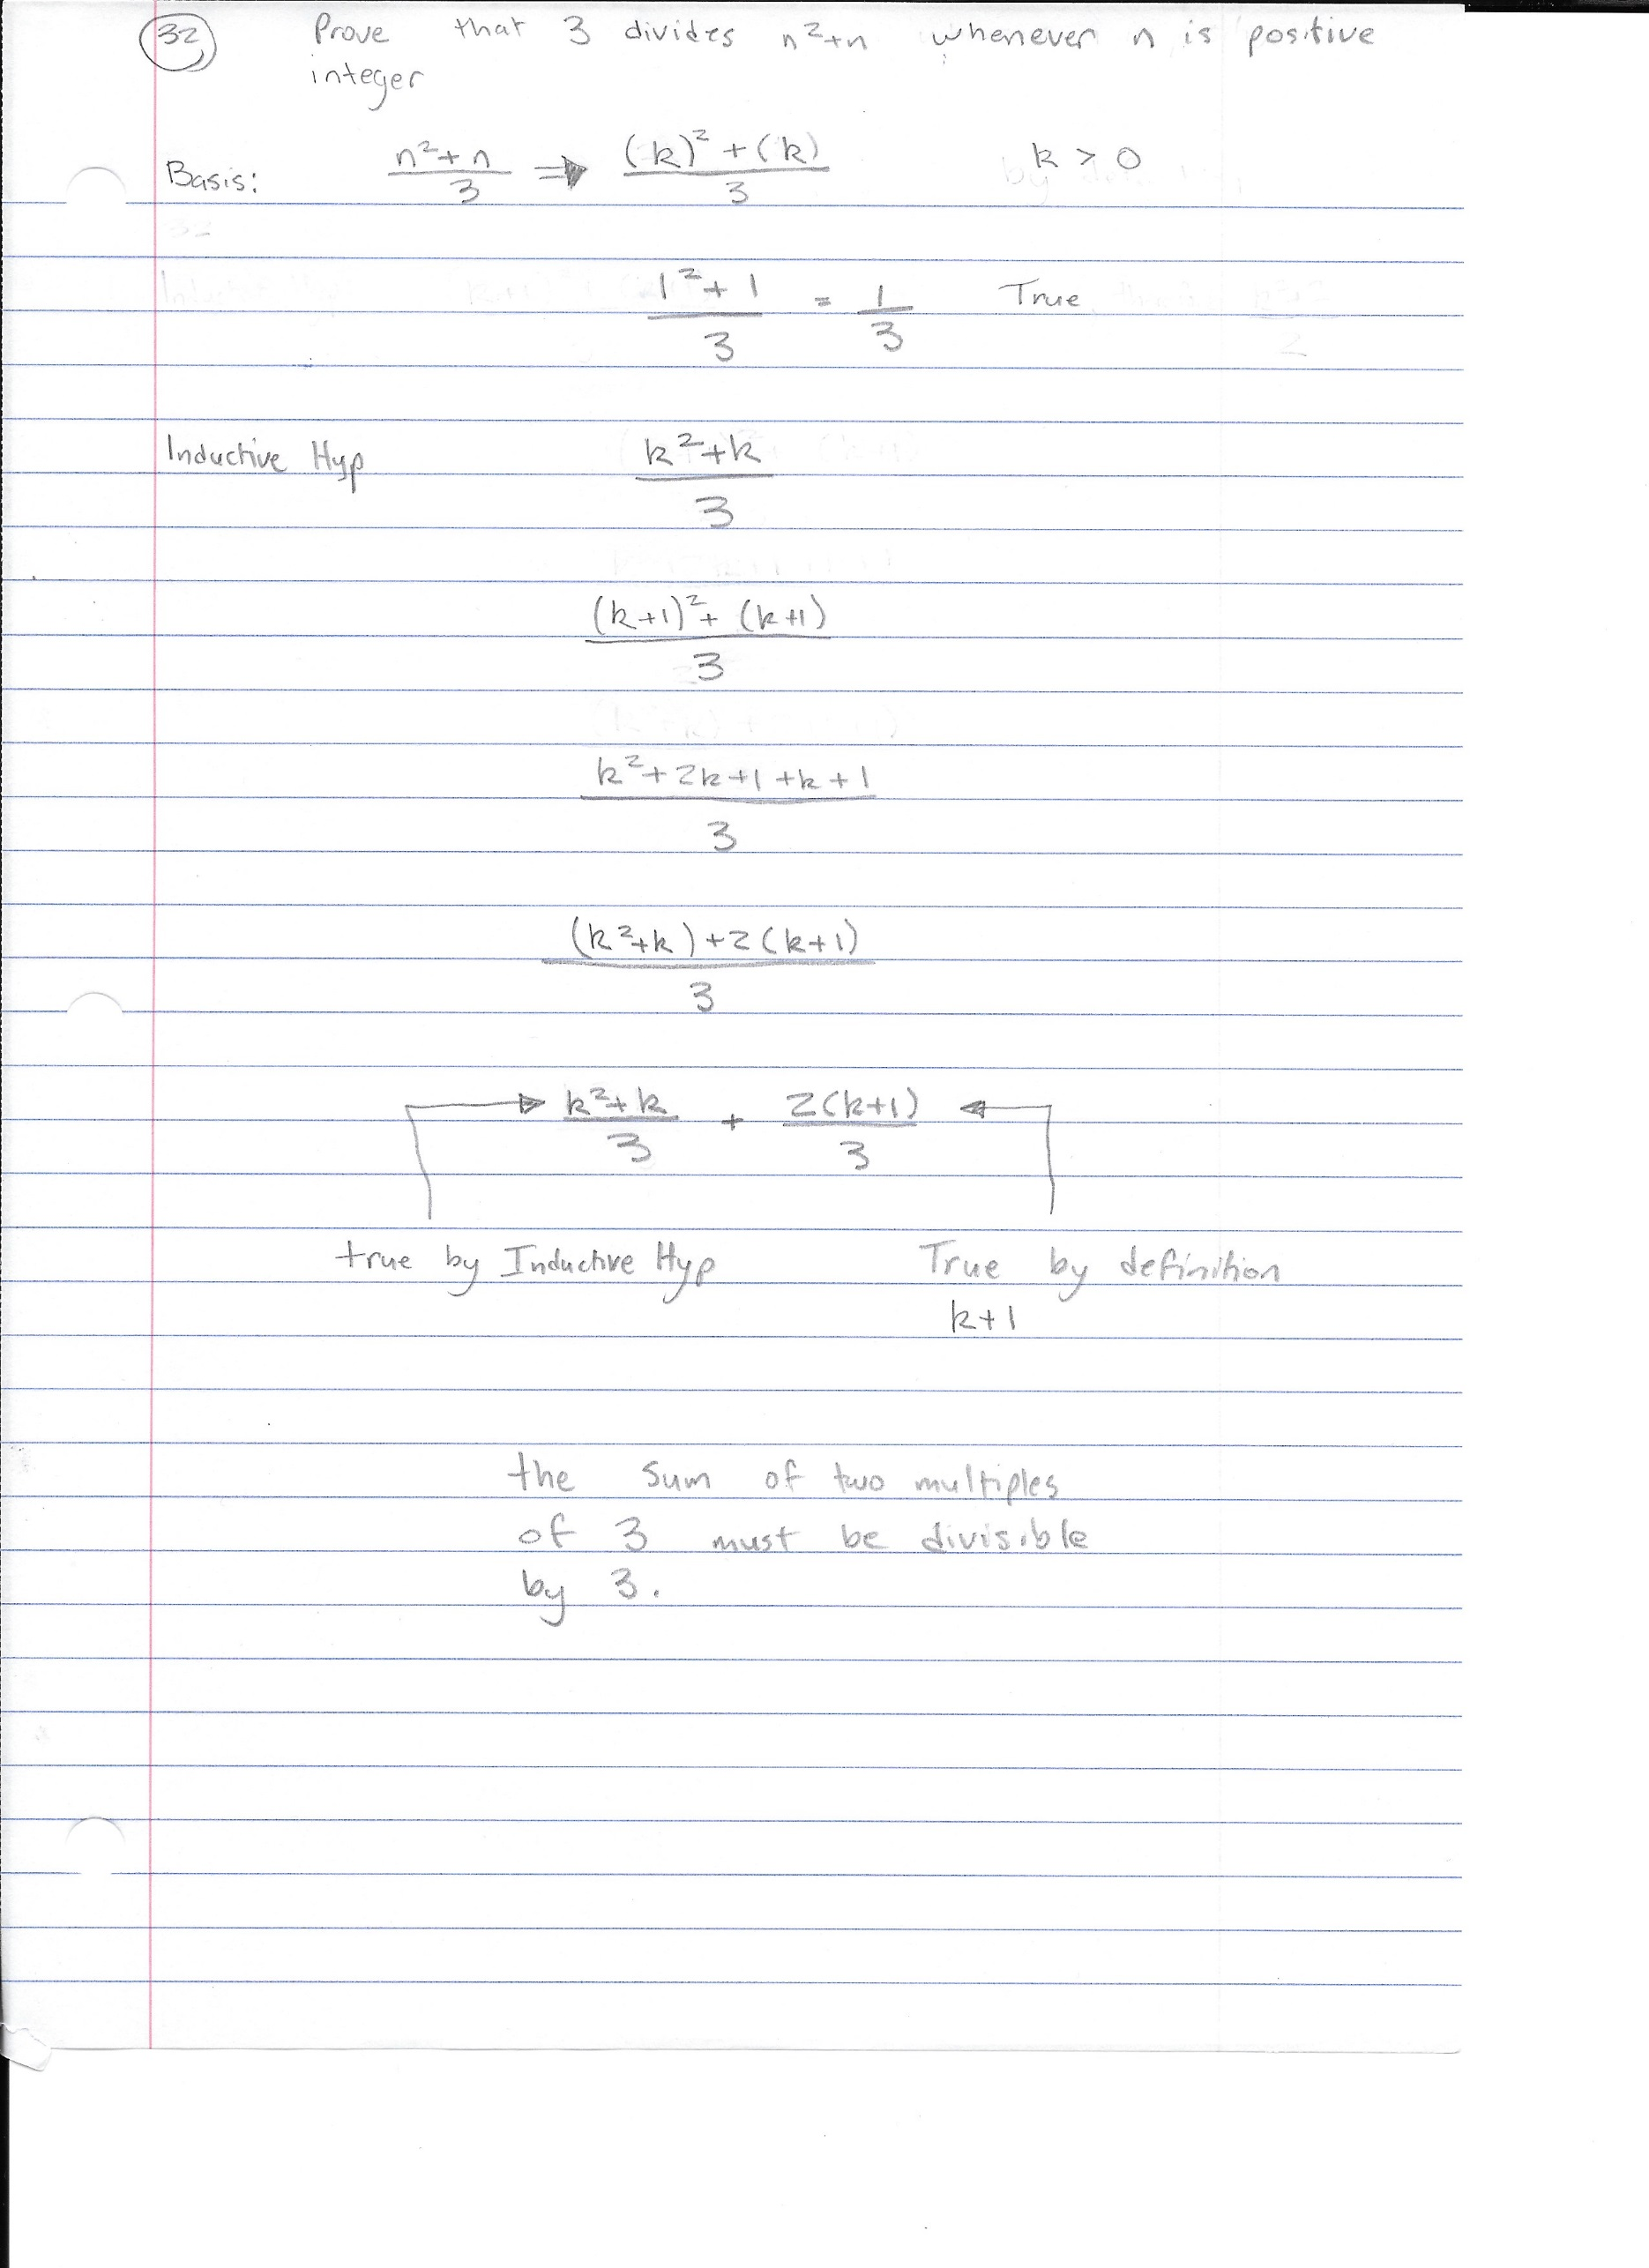 32 Prove that 3 divides n²+n whenever n is positive
integer
Basis: (n²+n)/3 ⇒ ((k)²+(k))/3 k > 0
(1²+1)/3 = 1/3 True
Inductive Hyp (k²+k)/3
((k+1)²+(k+1))/3
(k²+2k+1+k+1)/3
((k²+k)+2(k+1))/3
(k²+k)/3 + (2(k+1))/3
true by Inductive Hyp True by definition
k+1
the sum of two multiples
of 3 must be divisible
by 3.